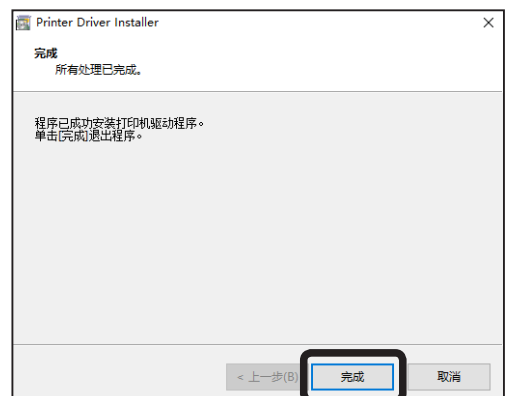 Printer Driver Installer
完成
所有处理已完成。
程序已成功安装打印机驱动程序。
单击[完成]退出程序。
< 上一步(B)
完成
取消